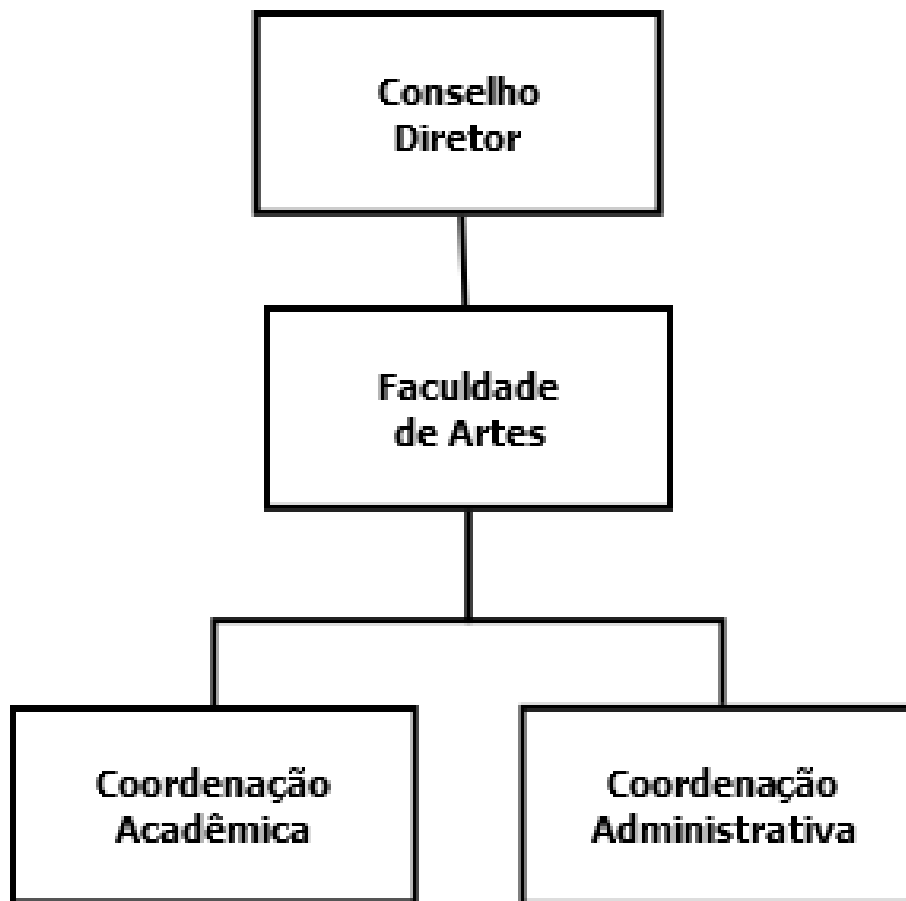 Conselho
Diretor
Faculdade
de Artes
Coordenação
Acadêmica
Coordenação
Administrativa